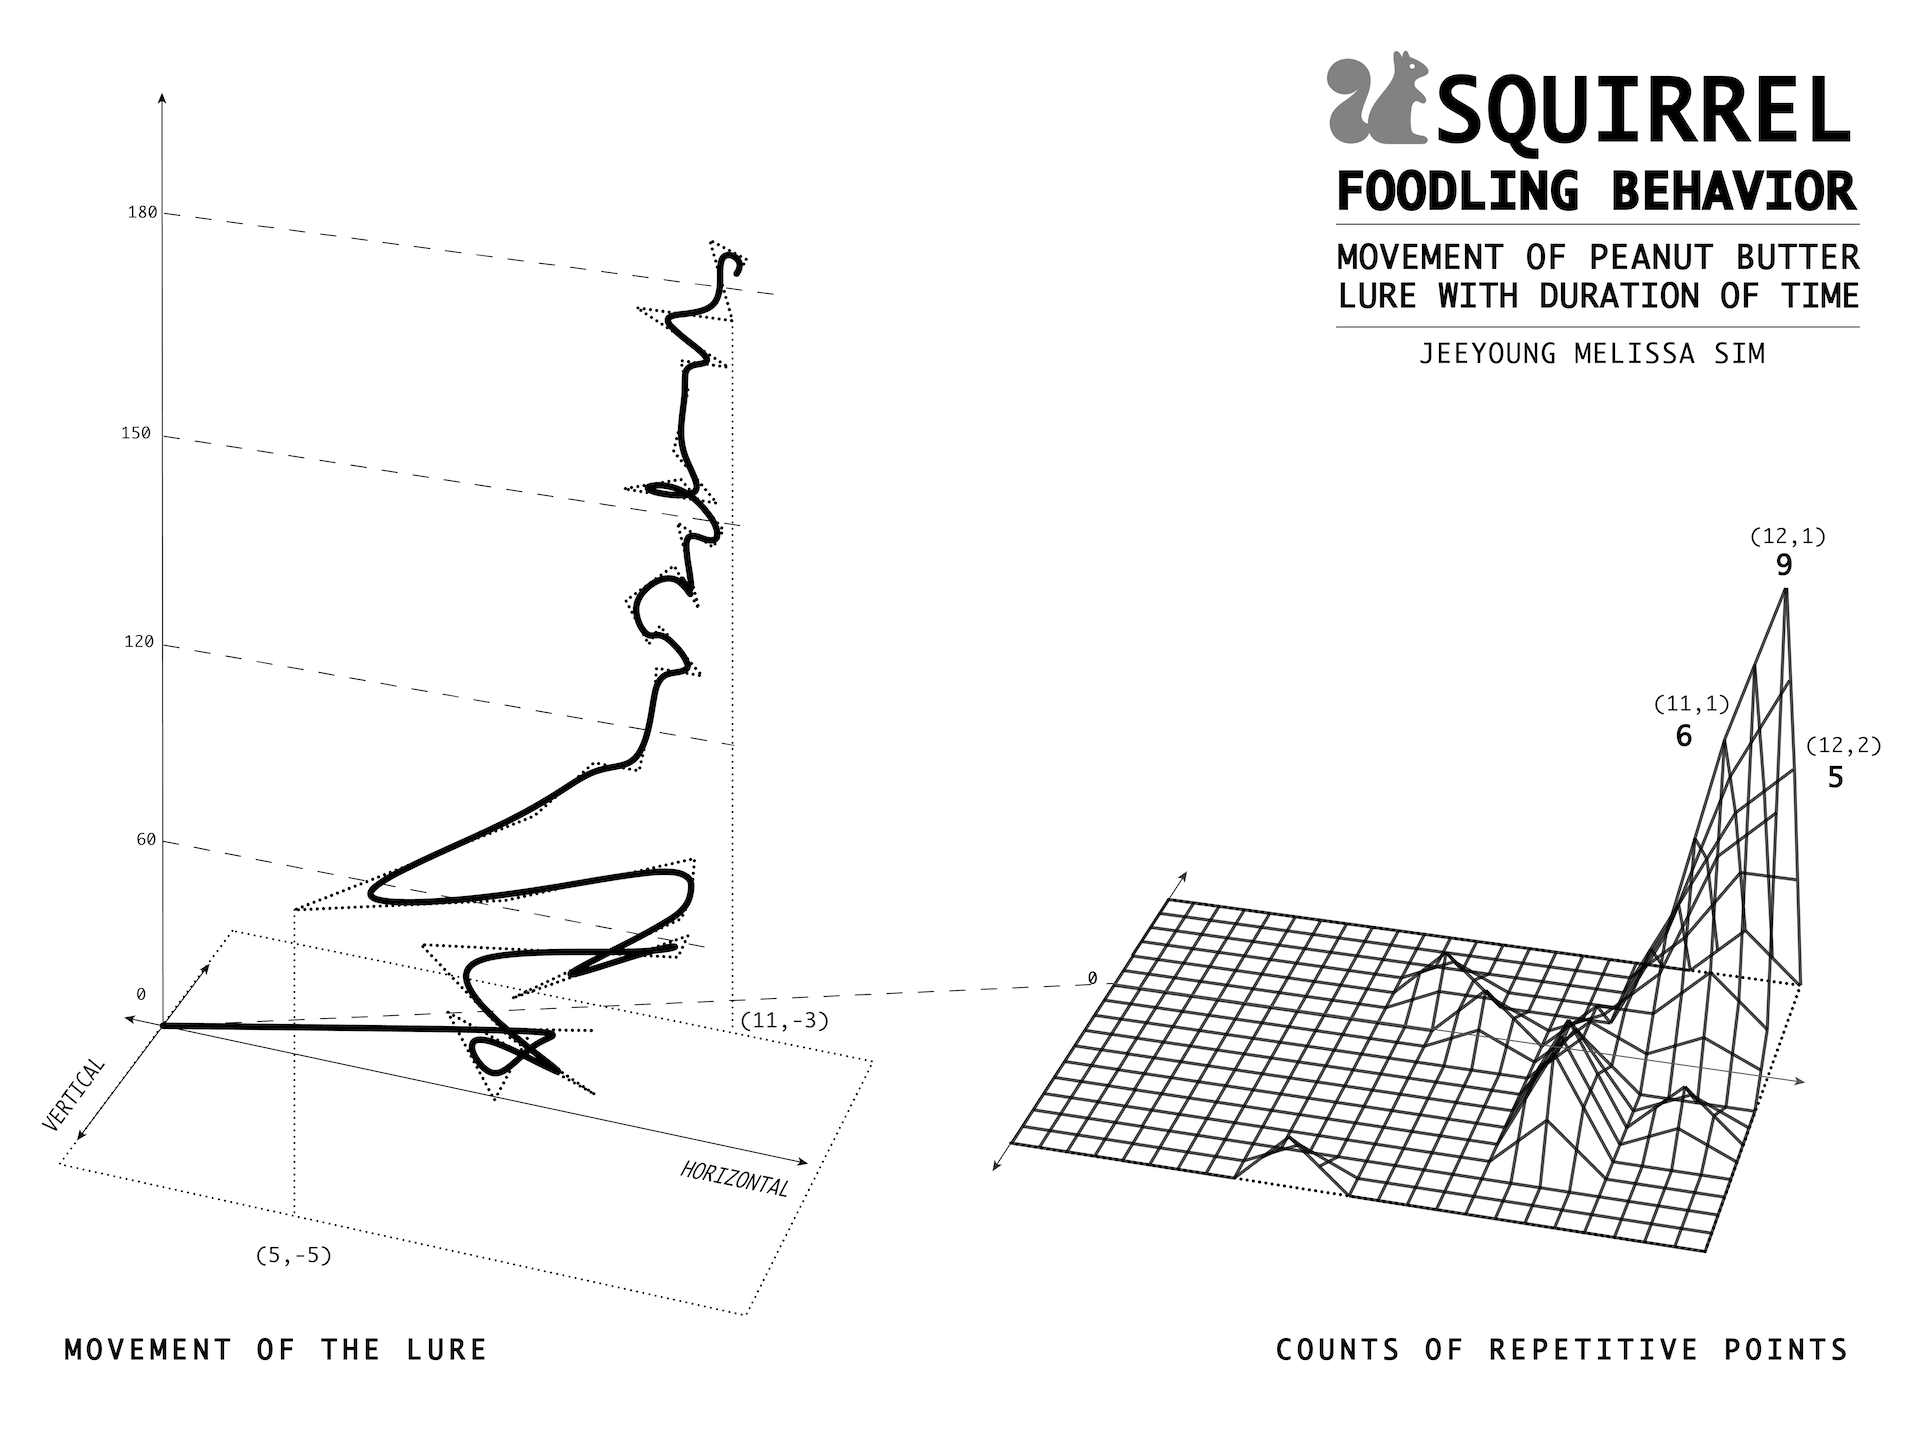 SQUIRREL
FOODLING BEHAVIOR
MOVEMENT OF PEANUT BUTTER
LURE WITH DURATION OF TIME
JEEYOUNG MELISSA SIM
180
150
120
60
0
VERTICAL
HORIZONTAL
(11,-3)
(5,-5)
MOVEMENT OF THE LURE
(12,1)
9
(11,1)
6
(12,2)
5
0
COUNTS OF REPETITIVE POINTS